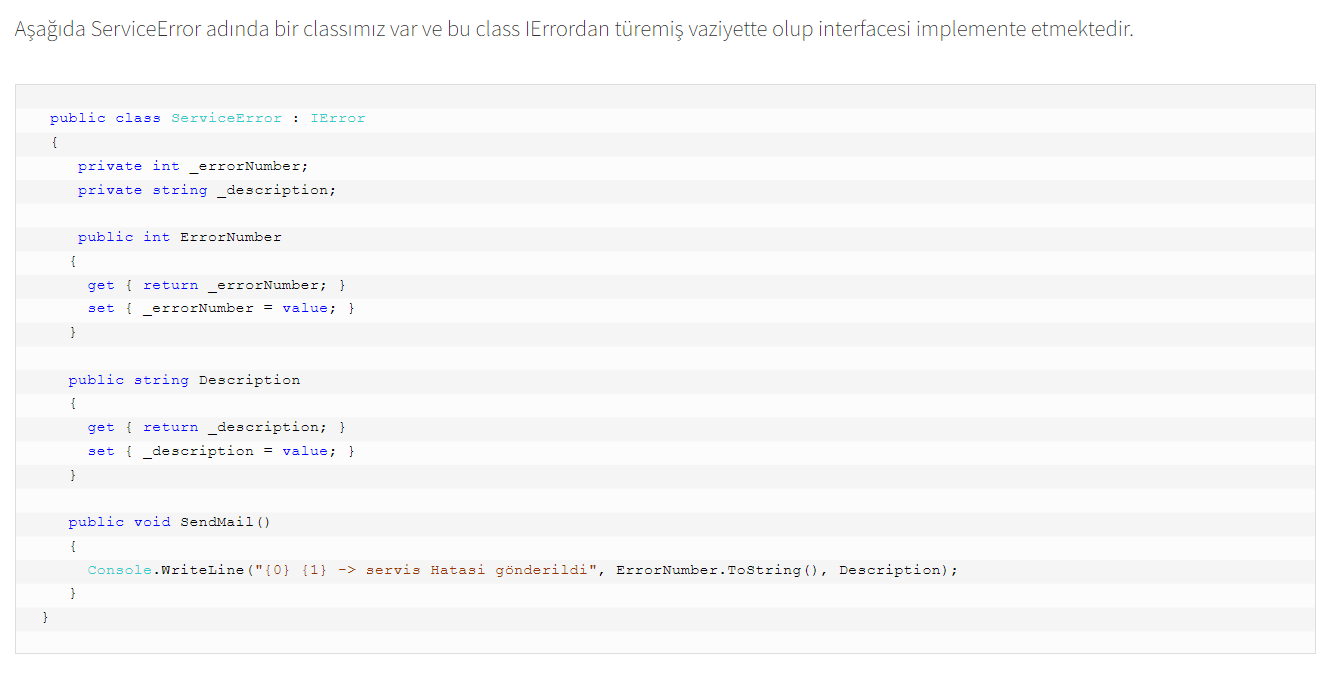 Aşağıda ServiceError adında bir classımız var ve bu class IErrordan türemiş vaziyette olup interfacesi implemente etmektedir.
public class ServiceError : IError
{
private int _errorNumber;
private string _description;
public int ErrorNumber
{
get { return _errorNumber; }
set { _errorNumber = value; }
}
public string Description
{
get { return _description; }
set { _description = value; }
}
public void SendMail()
{
Console.WriteLine("{0} {1} -> servis Hatasi gönderildi", ErrorNumber.ToString(), Description);
}
}